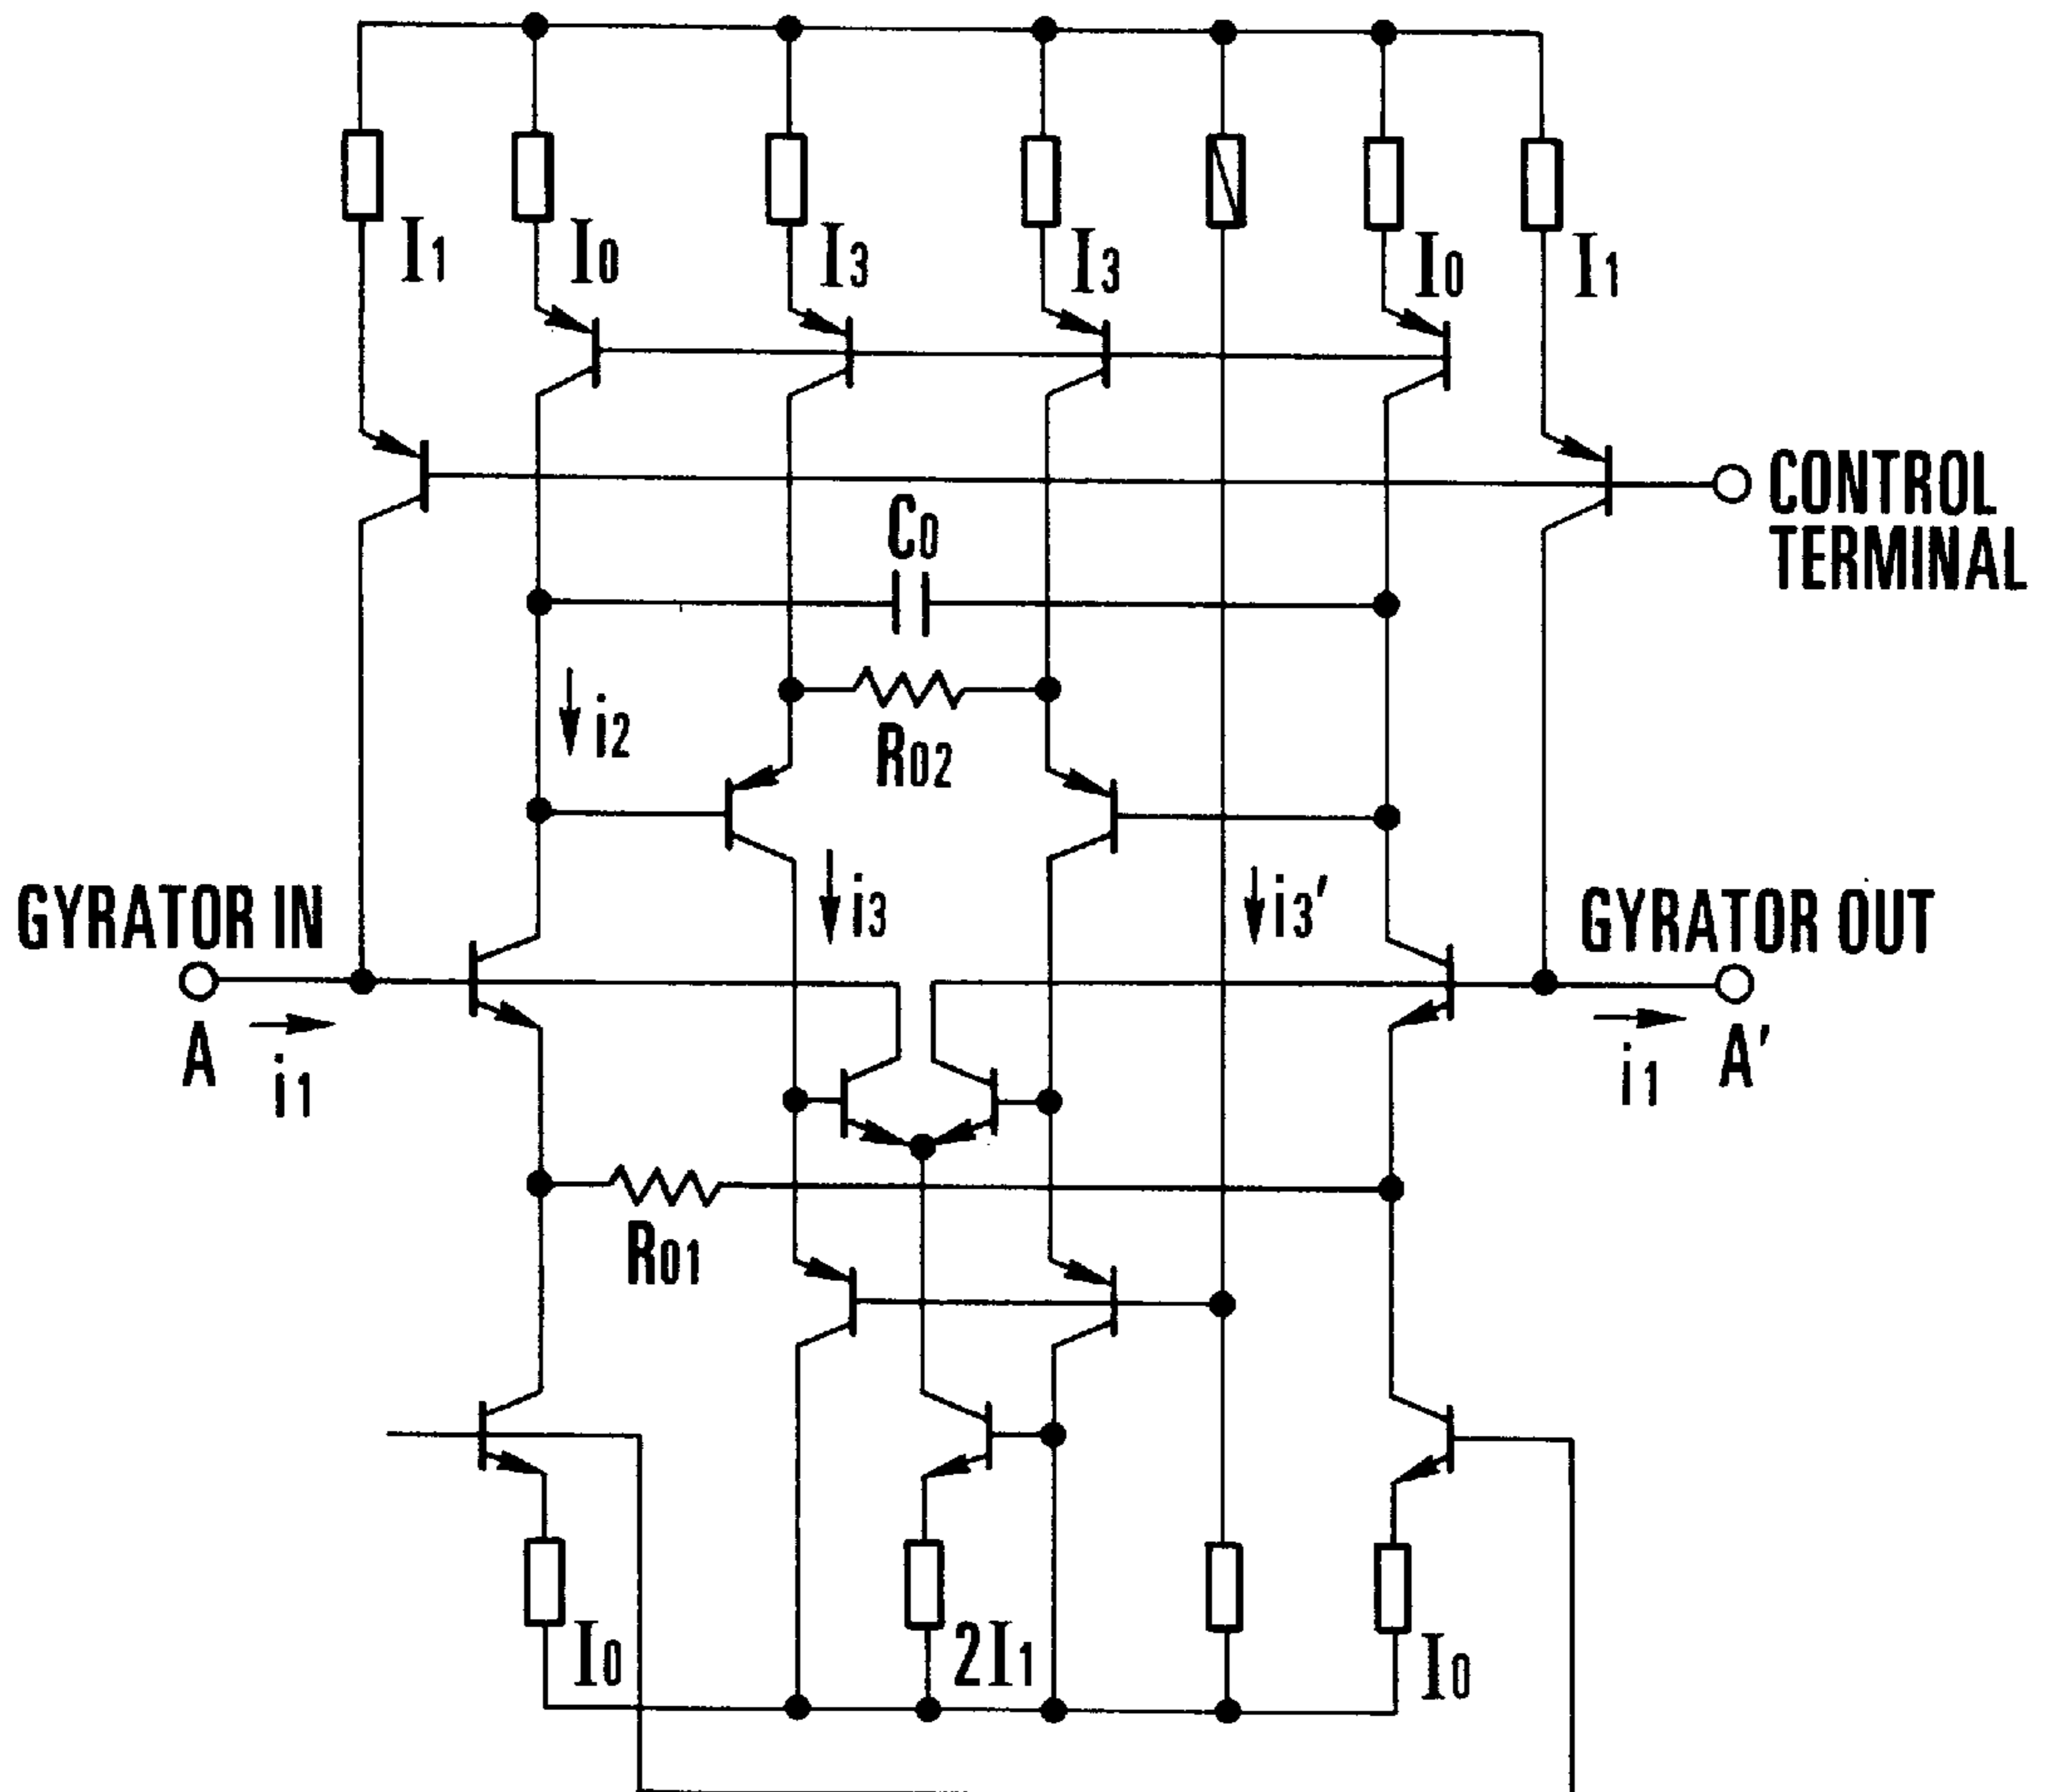 I1
I0
I3
I3
I0
I1
CONTROL
TERMINAL
C0
i2
R02
GYRATOR IN
i3
i3'
GYRATOR OUT
A
i1
i1
A'
R01
I0
2I1
I0